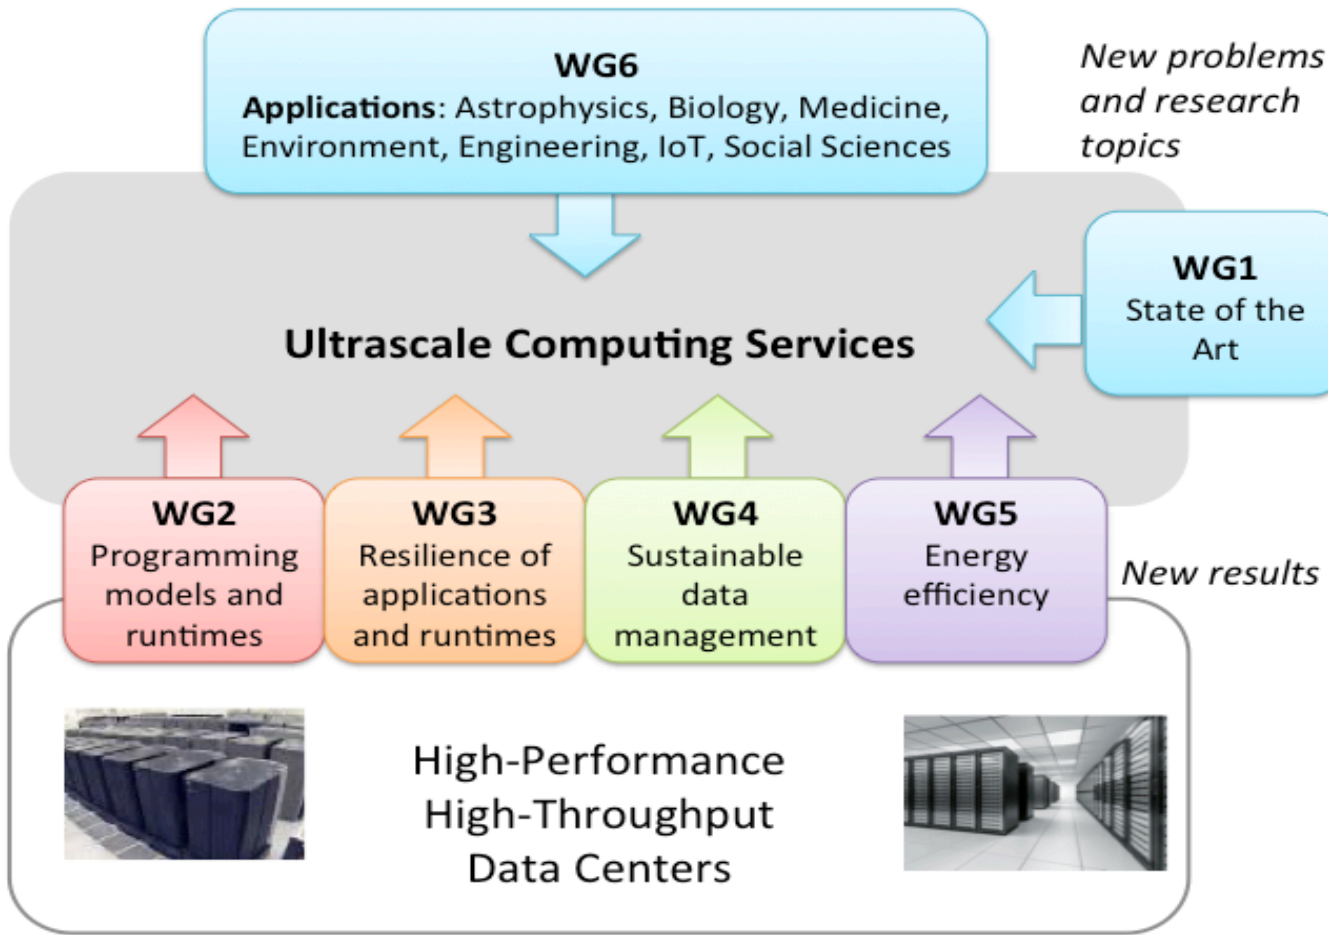 WG6
Applications: Astrophysics, Biology, Medicine,
Environment, Engineering, IoT, Social Sciences
New problems
and research
topics
WG1
State of the
Art
Ultrascale Computing Services
WG2
Programming
models and
runtimes
WG3
Resilience of
applications
and runtimes
WG4
Sustainable
data
management
WG5
Energy
efficiency
New results
High-Performance
High-Throughput
Data Centers